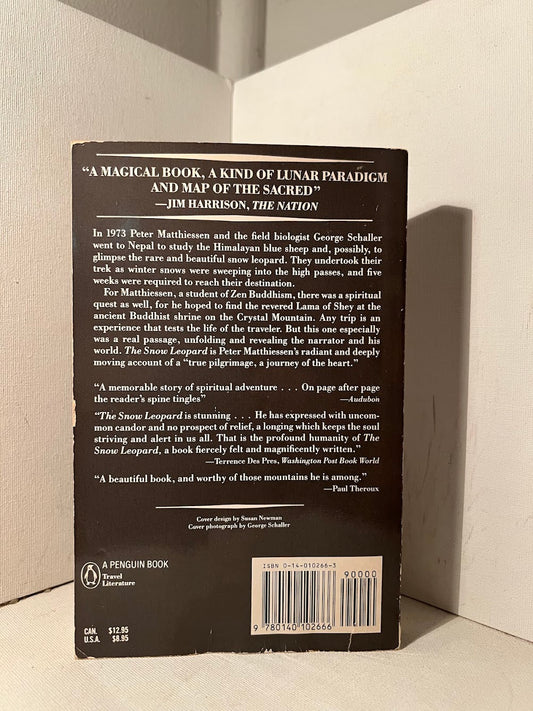 “A MAGICAL BOOK, A KIND OF LUNAR PARADIGM
AND MAP OF THE SACRED”
—JIM HARRISON, THE NATION
In 1973 Peter Matthiessen and the field biologist George Schaller
went to Nepal to study the Himalayan blue sheep and, possibly, to
glimpse the rare and beautiful snow leopard. They undertook their
trek as winter snows were sweeping into the high passes, and five
weeks were required to reach their destination.
For Matthiessen, a student of Zen Buddhism, there was a spiritual
quest as well, for he hoped to find the revered Lama of Shey at the
ancient Buddhist shrine on the Crystal Mountain. Any trip is an
experience that tests the life of the traveler. But this one especially
was a real passage, unfolding and revealing the narrator and his
world. The Snow Leopard is Peter Matthiessen’s radiant and deeply
moving account of a “true pilgrimage, a journey of the heart.”
“A memorable story of spiritual adventure . . . On page after page
the reader’s spine tingles” —Audubon
“The Snow Leopard is stunning . . . He has expressed with uncom-
mon candor and no prospect of relief, a longing which keeps the soul
striving and alert in us all. That is the profound humanity of The
Snow Leopard, a book fiercely felt and magnificently written.”
—Terrence Des Pres, Washington Post Book World
“A beautiful book, and worthy of those mountains he is among.”
—Paul Theroux
Cover design by Susan Newman
Cover photograph by George Schaller
A PENGUIN BOOK
Travel
Literature
CAN. $12.95
U.S.A. $8.95
ISBN 0-14-010266-3
90000
9 780140 102666